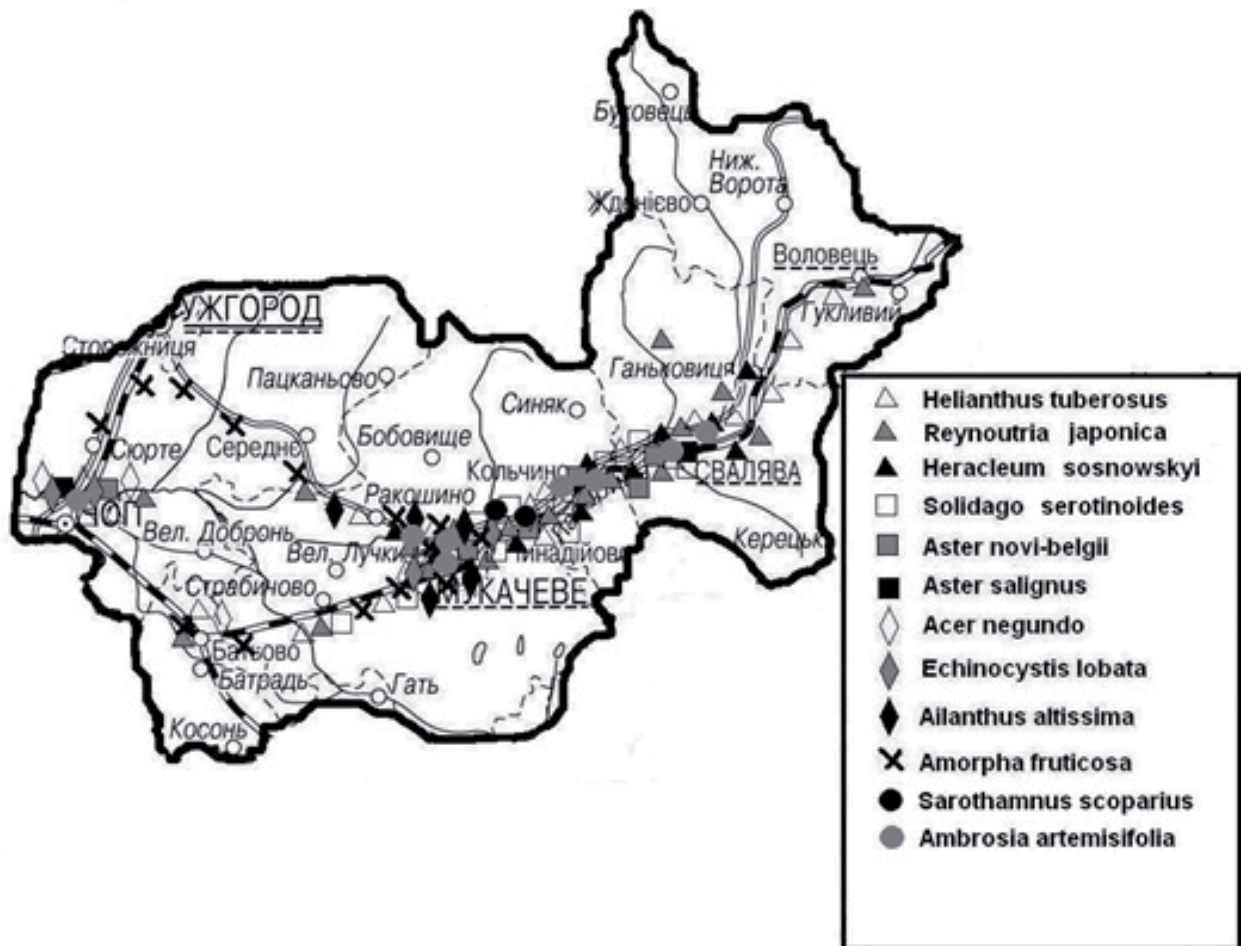 Буковець
Ниж.
Ворота
Жденієво
Воловець
Гукливий
УЖГОРОД
Сторожниця
Ганьковиця
Пацканьово
Синяк
Сюрте
Середнє
Бобовище
Кольчино
СВАЛЯВА
Ракошино
ЧОП
Вел. Добронь
Вел. Лучки
Чинадійово
Керецьк
Страбичово
МУКАЧЕВЕ
Батьово
Батрадь
Гать
Косонь
Helianthus tuberosus
Reynoutria japonica
Heracleum sosnowskyi
Solidago serotinoides
Aster novi-belgii
Aster salignus
Acer negundo
Echinocystis lobata
Ailanthus altissima
Amorpha fruticosa
Sarothamnus scoparius
Ambrosia artemisifolia